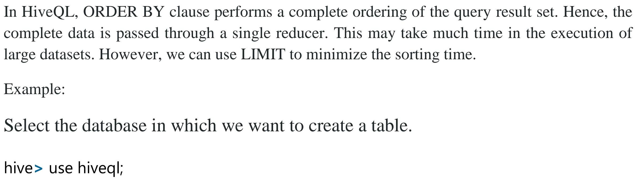 In HiveQL, ORDER BY clause performs a complete ordering of the query result set. Hence, the
complete data is passed through a single reducer. This may take much time in the execution of
large datasets. However, we can use LIMIT to minimize the sorting time.
Example:
Select the database in which we want to create a table.
hive> use hiveql;